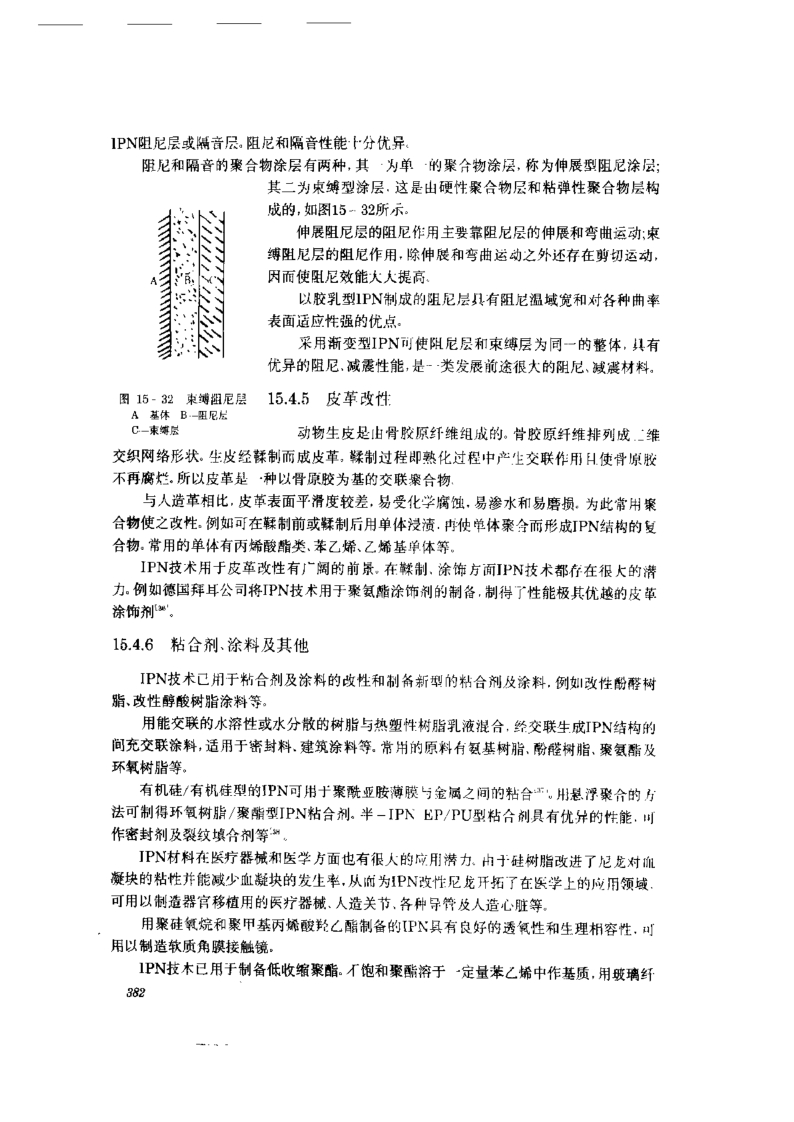 IPN阻尼层或隔音层。阻尼和隔音性能十分优异。
阻尼和隔音的聚合物涂层有两种,其一为单一的聚合物涂层,称为伸展型阻尼涂层;
其二为束缚型涂层,这是由硬性聚合物层和粘弹性聚合物层构
成的,如图15-32所示。
伸展阻尼层的阻尼作用主要靠阻尼层的伸展和弯曲运动;束
缚阻尼层的阻尼作用,除伸展和弯曲运动之外还存在剪切运动,
因而使阻尼效能大大提高。
以胶乳型IPN制成的阻尼层具有阻尼温域宽和对各种曲率
表面适应性强的优点。
采用渐变型IPN可使阻尼层和束缚层为同一的整体,具有
优异的阻尼、减震性能,是一类发展前途很大的阻尼、减震材料。
A B C
图 15-32 束缚阻尼层
A 基体 B—阻尼层
C—束缚层
15.4.5 皮革改性
动物生皮是由骨胶原纤维组成的。骨胶原纤维排列成三维
交织网络形状。生皮经鞣制而成皮革。鞣制过程即熟化过程中产生交联作用且使骨原胶
不再腐烂。所以皮革是一种以骨原胶为基的交联聚合物。
与人造革相比,皮革表面平滑度较差,易受化学腐蚀,易渗水和易磨损。为此常用聚
合物使之改性。例如可在鞣制前或鞣制后用单体浸渍,再使单体聚合而形成IPN结构的复
合物。常用的单体有丙烯酸酯类、苯乙烯、乙烯基单体等。
IPN技术用于皮革改性有广阔的前景。在鞣制、涂饰方面IPN技术都存在很大的潜
力。例如德国拜耳公司将IPN技术用于聚氨酯涂饰剂的制备,制得了性能极其优越的皮革
涂饰剂。
15.4.6 粘合剂、涂料及其他
IPN技术已用于粘合剂及涂料的改性和制备新型的粘合剂及涂料,例如改性酚醛树
脂、改性醇酸树脂涂料等。
用能交联的水溶性或水分散的树脂与热塑性树脂乳液混合,经交联生成IPN结构的
间充交联涂料,适用于密封料、建筑涂料等。常用的原料有氨基树脂、酚醛树脂、聚氨酯及
环氧树脂等。
有机硅/有机硅型的IPN可用于聚酰亚胺薄膜与金属之间的粘合。用悬浮聚合的方
法可制得环氧树脂/聚酯型IPN粘合剂。半-IPN EP/PU型粘合剂具有优异的性能,可
作密封剂及裂纹填合剂等。
IPN材料在医疗器械和医学方面也有很大的应用潜力。由于硅树脂改进了尼龙对血
凝块的粘性并能减少血凝块的发生率,从而为IPN改性尼龙开拓了在医学上的应用领域,
可用以制造器官移植用的医疗器械、人造关节、各种导管及人造心脏等。
用聚硅氧烷和聚甲基丙烯酸羟乙酯制备的IPN具有良好的透氧性和生理相容性,可
用以制造软质角膜接触镜。
IPN技术已用于制备低收缩聚酯。不饱和聚酯溶于一定量苯乙烯中作基质,用玻璃纤
382